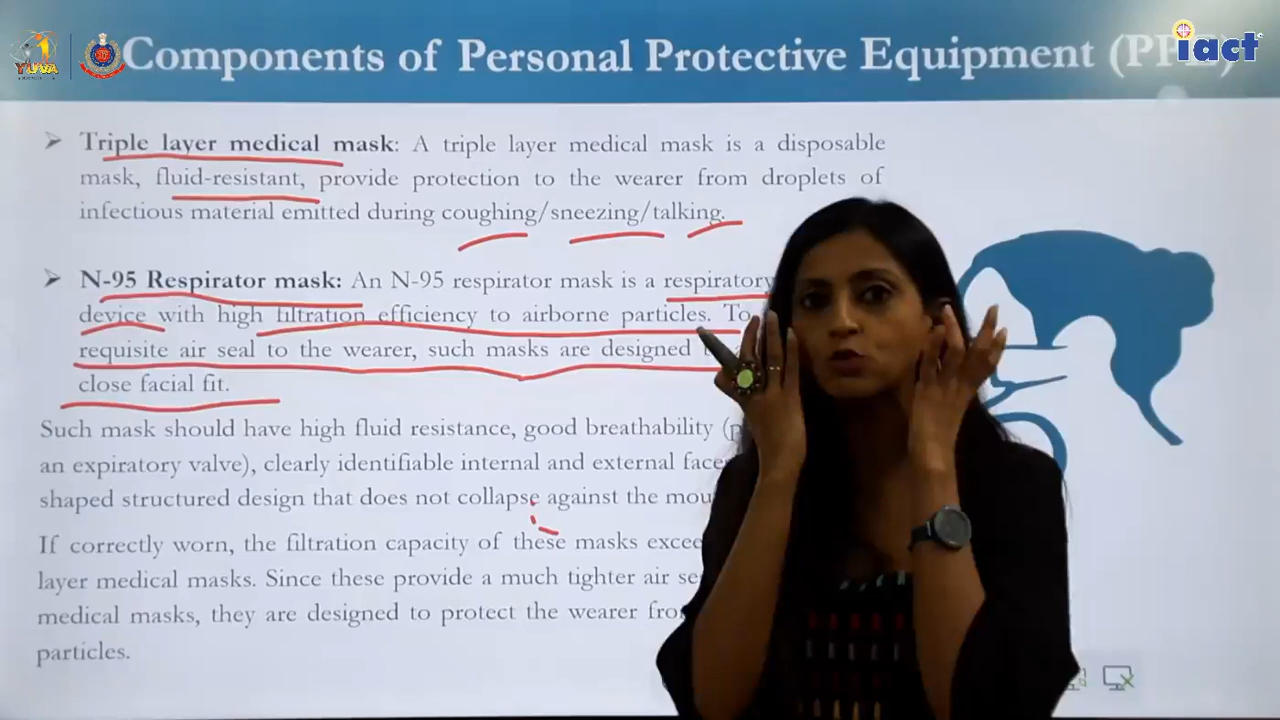 Components of Personal Protective Equipment (PPE)
YUVA
iact
➤ Triple layer medical mask: A triple layer medical mask is a disposable
mask, fluid-resistant, provide protection to the wearer from droplets of
infectious material emitted during coughing/sneezing/talking.
➤ N-95 Respirator mask: An N-95 respirator mask is a respiratory
device with high filtration efficiency to airborne particles. To
requisite air seal to the wearer, such masks are designed
close facial fit.
Such mask should have high fluid resistance, good breathability
an expiratory valve), clearly identifiable internal and external
shaped structured design that does not collapse against the
If correctly worn, the filtration capacity of these masks
layer medical masks. Since these provide a much tighter air
medical masks, they are designed to protect the wearer
particles.